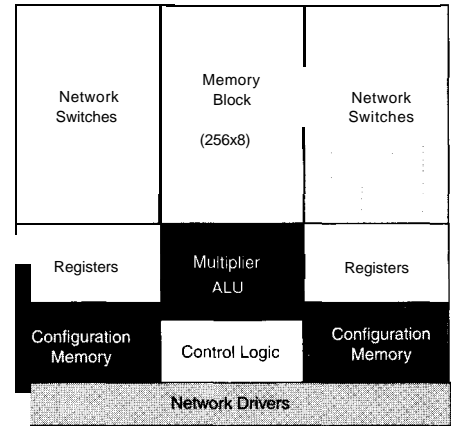 Network
Switches
Memory
Block
(256x8)
Network
Switches
Registers
Multiplier
ALU
Registers
Configuration
Memory
Control Logic
Configuration
Memory
Network Drivers